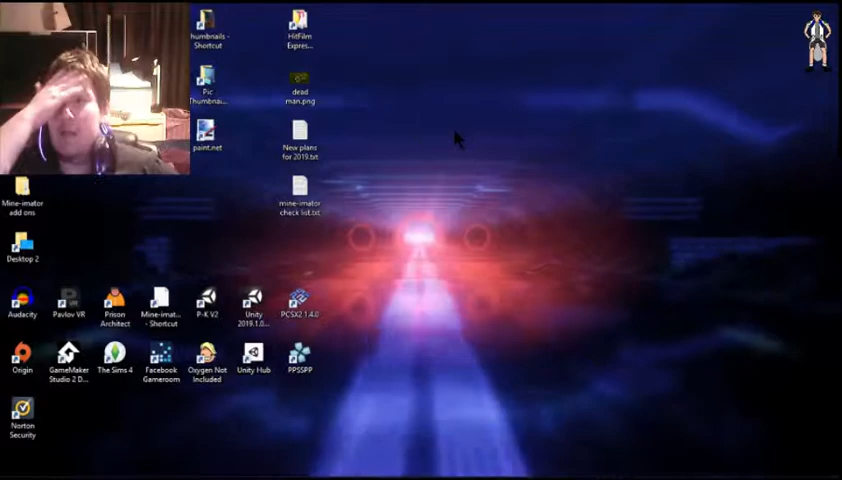 humbnails -
Shortcut
HitFilm
Expres...
Pic
Thumbnai...
dead
man.png
paint.net
New plans
for 2019.txt
Mine-imator
add ons
mine-imator
check list.txt
Desktop 2
Audacity
Pavlov VR
Prison
Architect
Mine-imat...
- Shortcut
P-K V2
Unity
2019.1.0...
PCSX2 1.4.0
Origin
GameMaker
Studio 2 D...
The Sims 4
Facebook
Gameroom
Oxygen Not
Included
Unity Hub
PPSSPP
Norton
Security